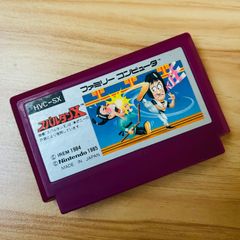 HVC-SX
ファミリー コンピュータ
スパルタンX
© IREM 1984
© Nintendo 1985
MADE IN JAPAN